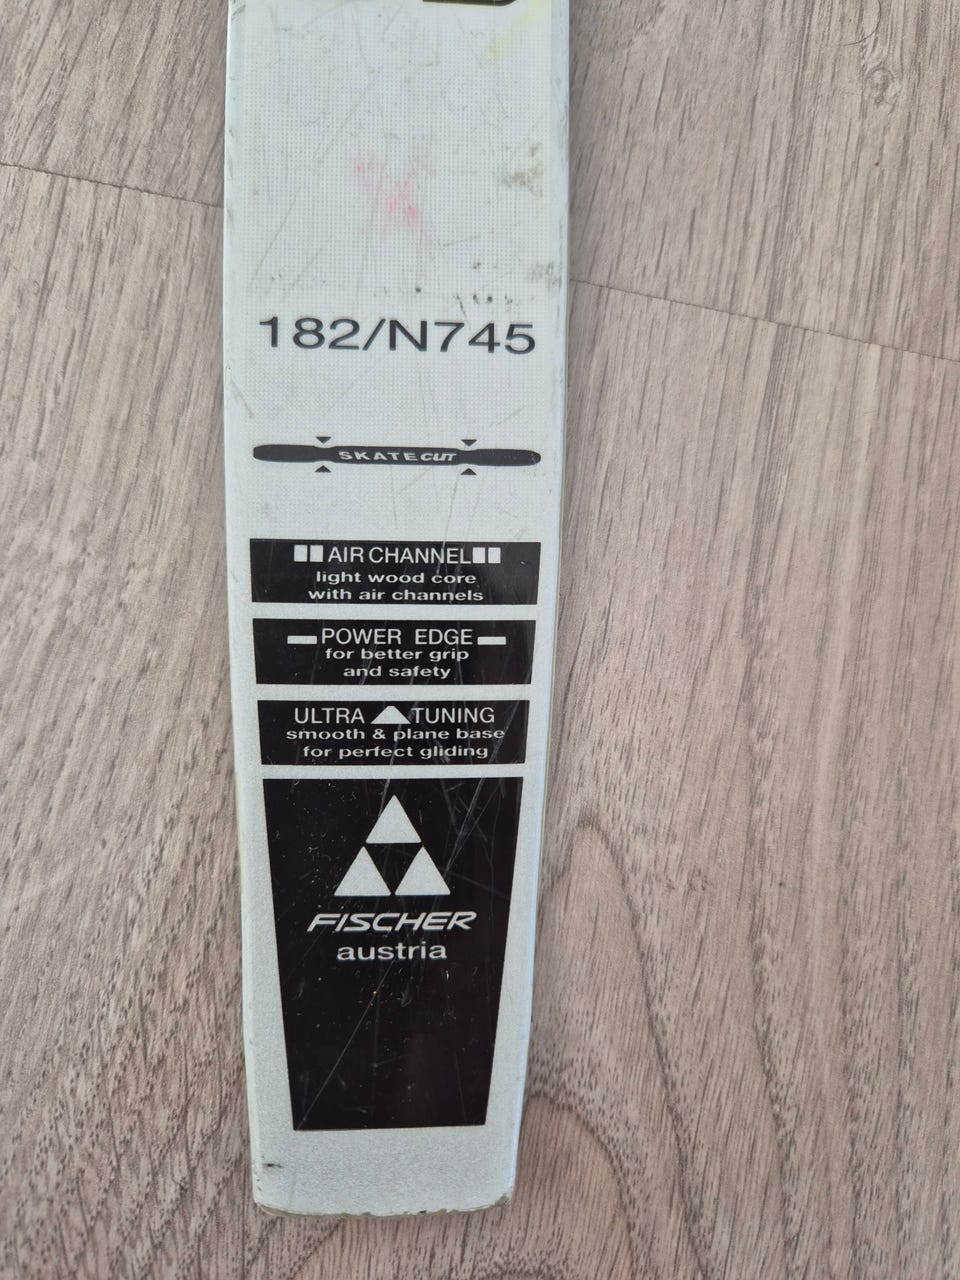 182/N745
SKATECUT
AIR CHANNEL
light wood core
with air channels
POWER EDGE
for better grip
and safety
ULTRA TUNING
smooth & plane base
for perfect gliding
FISCHER
austria